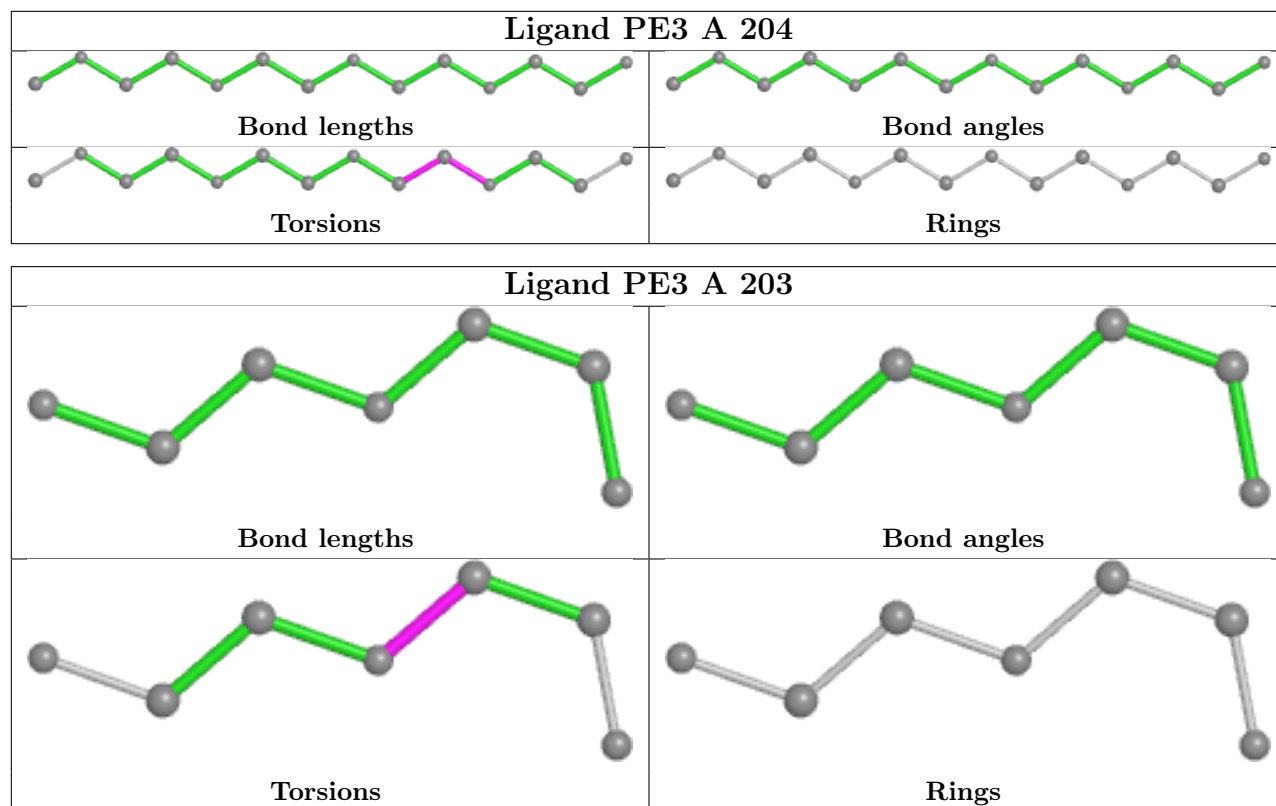 Ligand PE3 A 204
Bond lengths
Bond angles
Torsions
Rings
Ligand PE3 A 203
Bond lengths
Bond angles
Torsions
Rings